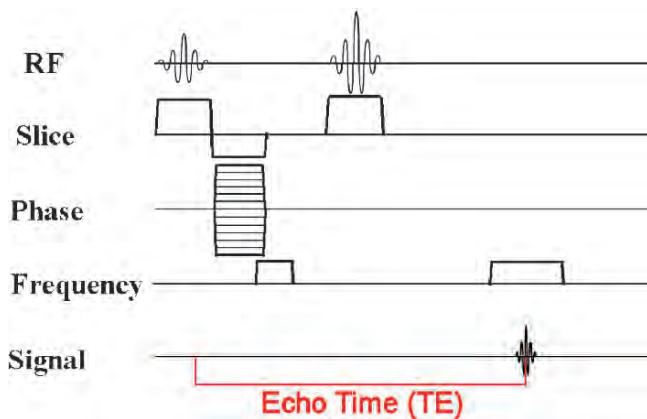 RF
Slice
Phase
Frequency
Signal
Echo Time (TE)